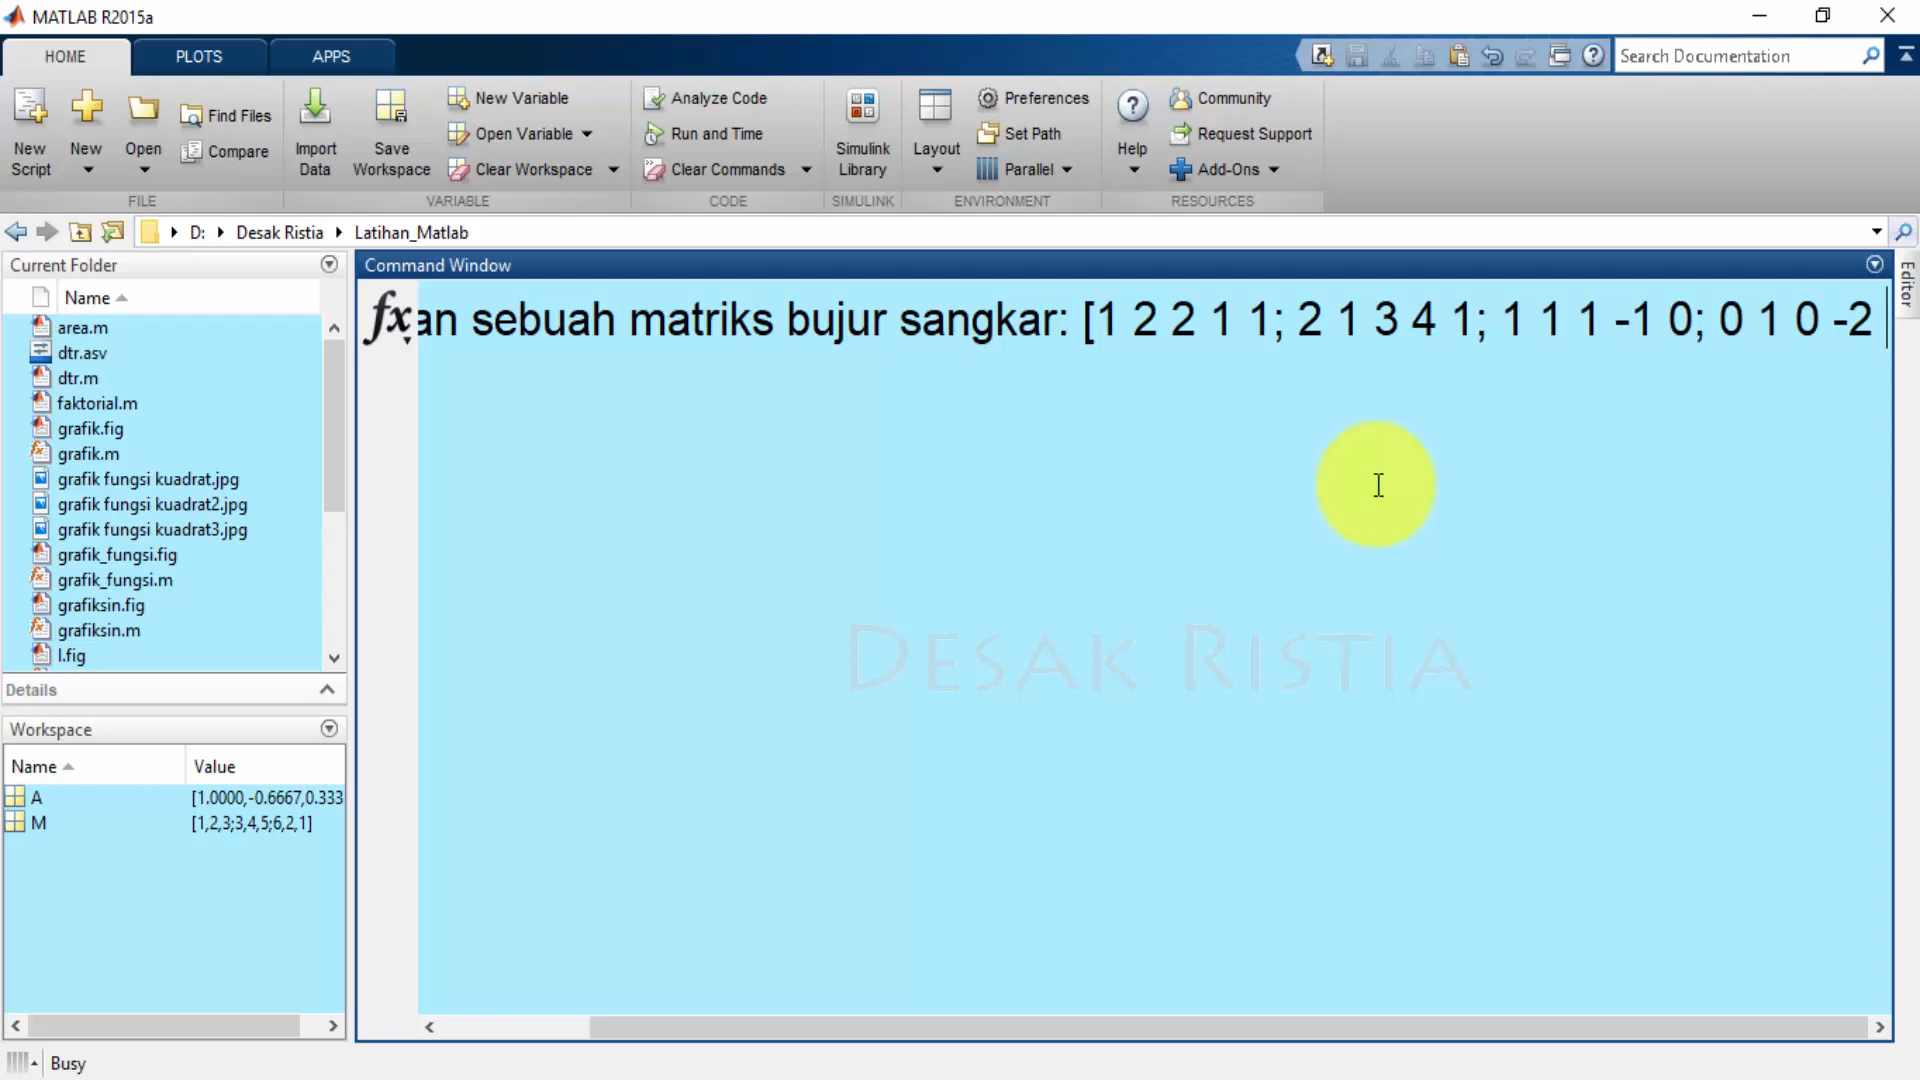 MATLAB R2015a
HOME
PLOTS
APPS
Search Documentation
New Script
New
Open
Find Files
Compare
Import Data
Save Workspace
New Variable
Open Variable
Clear Workspace
Analyze Code
Run and Time
Clear Commands
Simulink Library
Layout
Preferences
Set Path
Parallel
Help
Community
Request Support
Add-Ons
FILE
VARIABLE
CODE
SIMULINK
ENVIRONMENT
RESOURCES
D:
Desak Ristia
Latihan_Matlab
Current Folder
Name
area.m
dtr.asv
dtr.m
faktorial.m
grafik.fig
grafik.m
grafik fungsi kuadrat.jpg
grafik fungsi kuadrat2.jpg
grafik fungsi kuadrat3.jpg
grafik_fungsi.fig
grafik_fungsi.m
grafiksin.fig
grafiksin.m
l.fig
Details
Workspace
Name Value
A [1.0000,-0.6667,0.333
M [1,2,3;3,4,5;6,2,1]
Command Window
fx
an sebuah matriks bujur sangkar: [1 2 2 1 1; 2 1 3 4 1; 1 1 1 -1 0; 0 1 0 -2
DESAK RISTIA
Editor
Busy